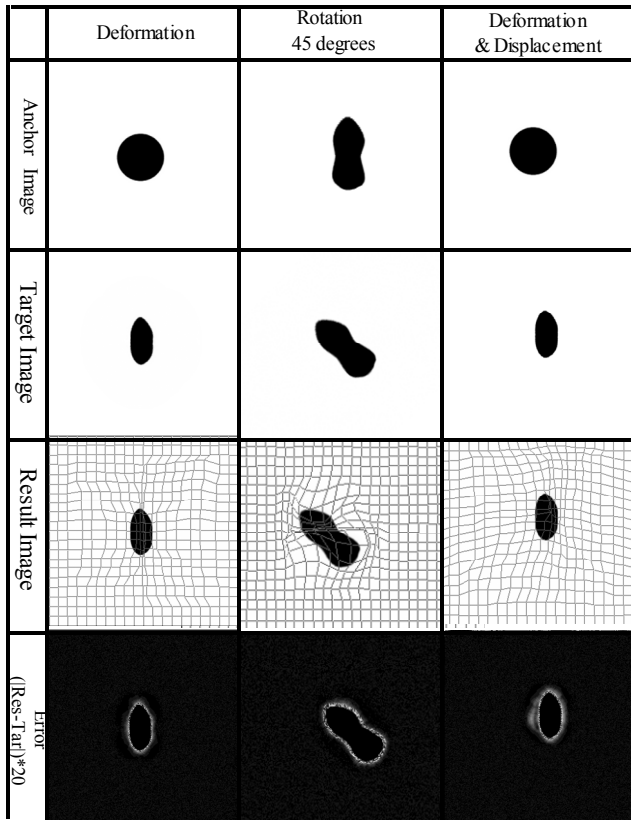 Deformation
Rotation
45 degrees
Deformation
& Displacement
Anchor Image
Target Image
Result Image
Error
(|Res-Tar|)*20